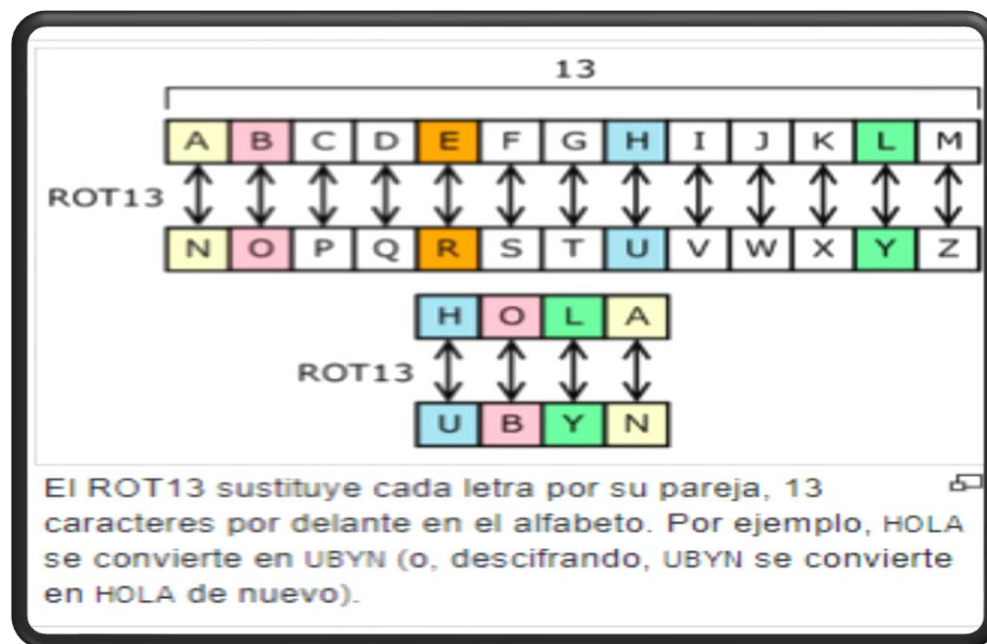 13
A B C D E F G H I J K L M
ROT13
N O P Q R S T U V W X Y Z
H O L A
ROT13
U B Y N
El ROT13 sustituye cada letra por su pareja, 13
caracteres por delante en el alfabeto. Por ejemplo, HOLA
se convierte en UBYN (o, descifrando, UBYN se convierte
en HOLA de nuevo).